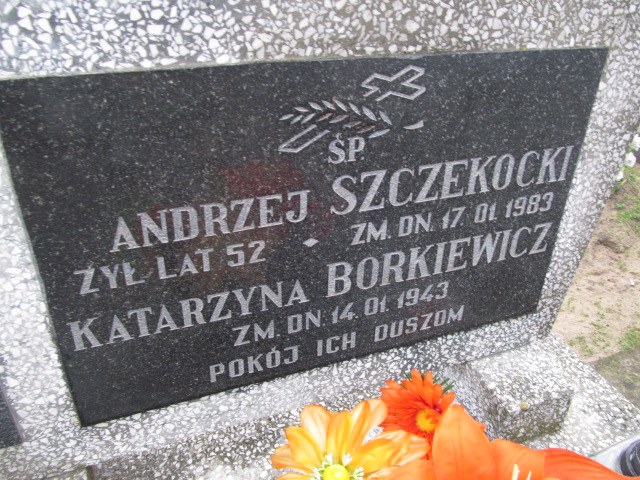 ŚP
ANDRZEJ SZCZEKOCKI
ŻYŁ LAT 52 • ZM. DN. 17 01. 1983
KATARZYNA BORKIEWICZ
ZM. DN. 14. 01. 1943
POKÓJ ICH DUSZOM